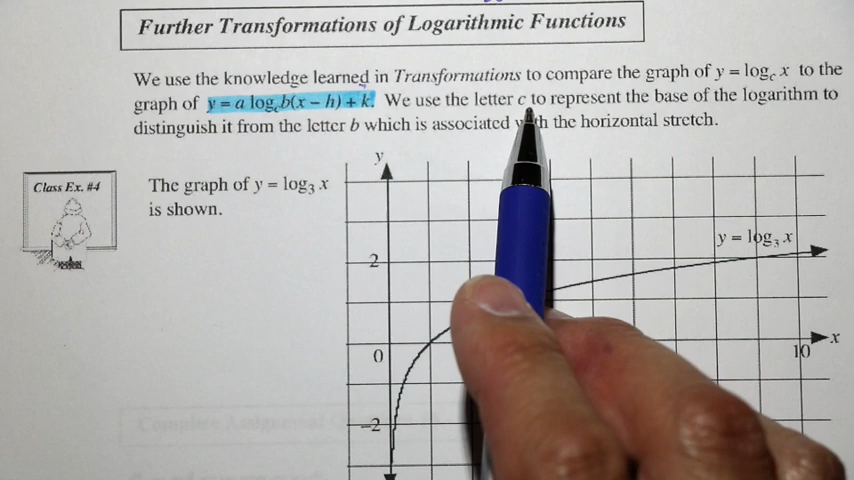 Further Transformations of Logarithmic Functions
We use the knowledge learned in Transformations to compare the graph of y = log_c x to the
graph of y = a log_c b(x − h) + k. We use the letter c to represent the base of the logarithm to
distinguish it from the letter b which is associated with the horizontal stretch.
Class Ex. #4
The graph of y = log₃ x
is shown.
y
y = log₃ x
2
x
0
10
−2